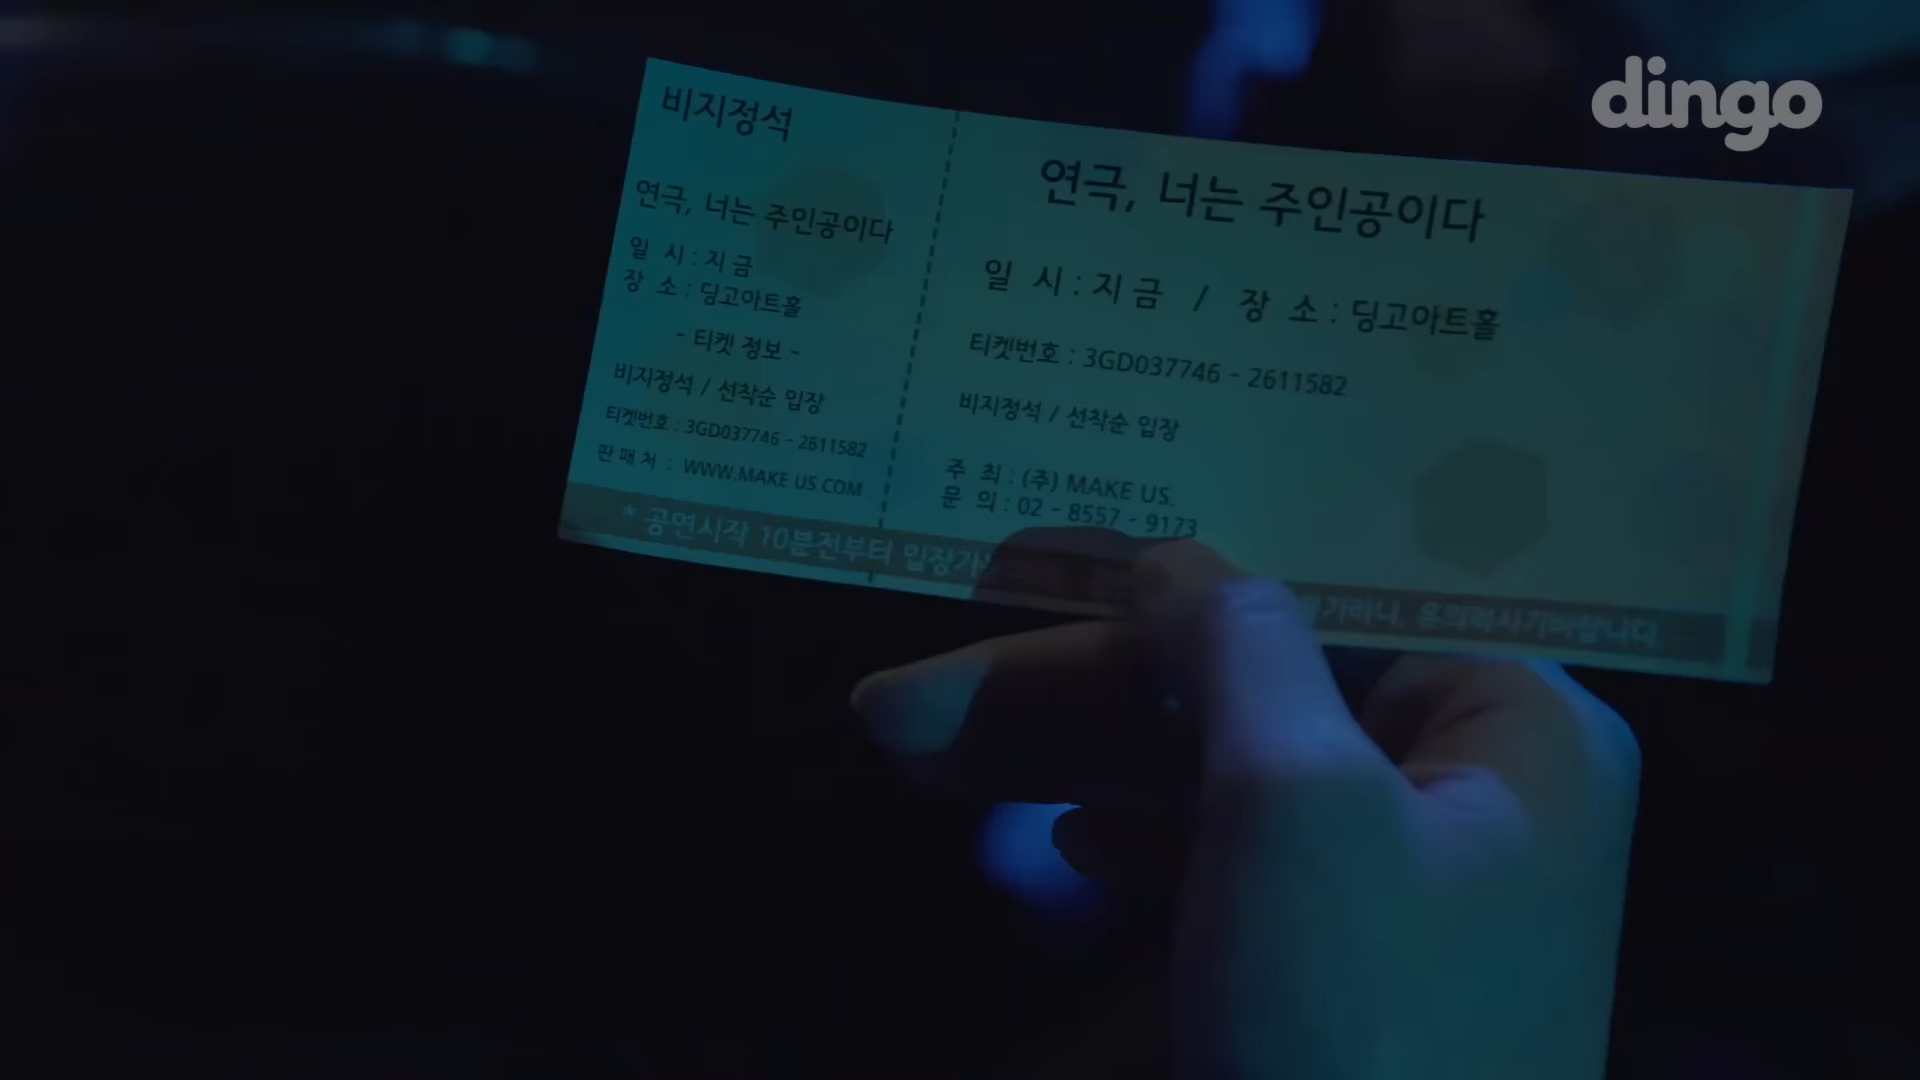 dingo
비지정석
연극, 너는 주인공이다
일 시 : 지 금
장 소 : 딩고아트홀
- 티켓 정보 -
비지정석 / 선착순 입장
티켓번호 : 3GD037746 - 2611582
판 매 처 : WWW.MAKE US.COM
연극, 너는 주인공이다
일 시 : 지 금 / 장 소 : 딩고아트홀
티켓번호 : 3GD037746 - 2611582
비지정석 / 선착순 입장
주 최 : (주) MAKE US.
문 의 : 02 - 8557 - 9173
* 공연시작 10분전부터